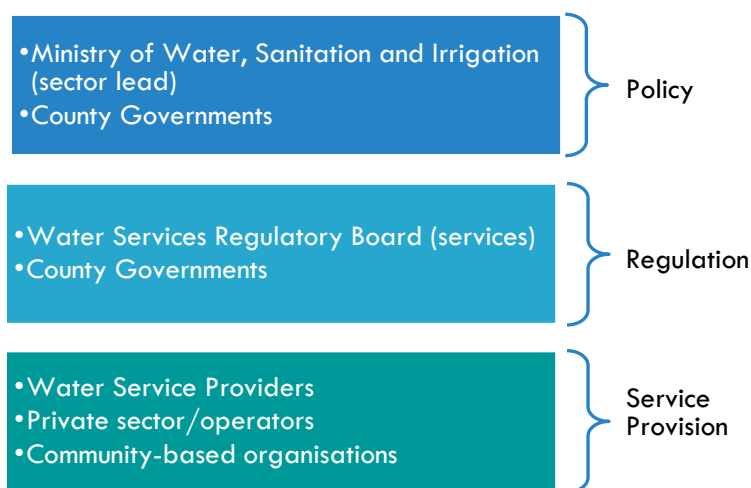 •Ministry of Water, Sanitation and Irrigation
(sector lead)
•County Governments
Policy
•Water Services Regulatory Board (services)
•County Governments
Regulation
•Water Service Providers
•Private sector/operators
•Community-based organisations
Service
Provision